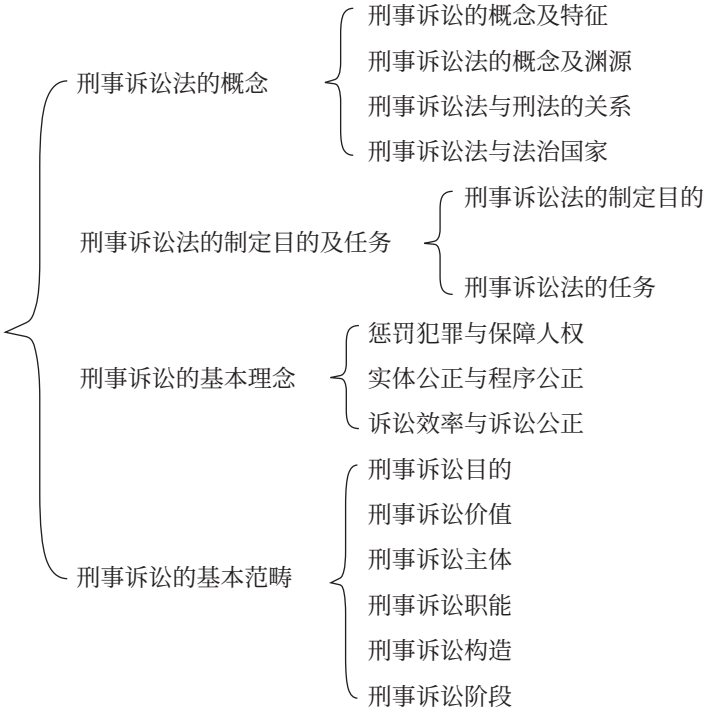 刑事诉讼法的概念
刑事诉讼的概念及特征
刑事诉讼法的概念及渊源
刑事诉讼法与刑法的关系
刑事诉讼法与法治国家
刑事诉讼法的制定目的及任务
刑事诉讼法的制定目的
刑事诉讼法的任务
刑事诉讼的基本理念
惩罚犯罪与保障人权
实体公正与程序公正
诉讼效率与诉讼公正
刑事诉讼的基本范畴
刑事诉讼目的
刑事诉讼价值
刑事诉讼主体
刑事诉讼职能
刑事诉讼构造
刑事诉讼阶段